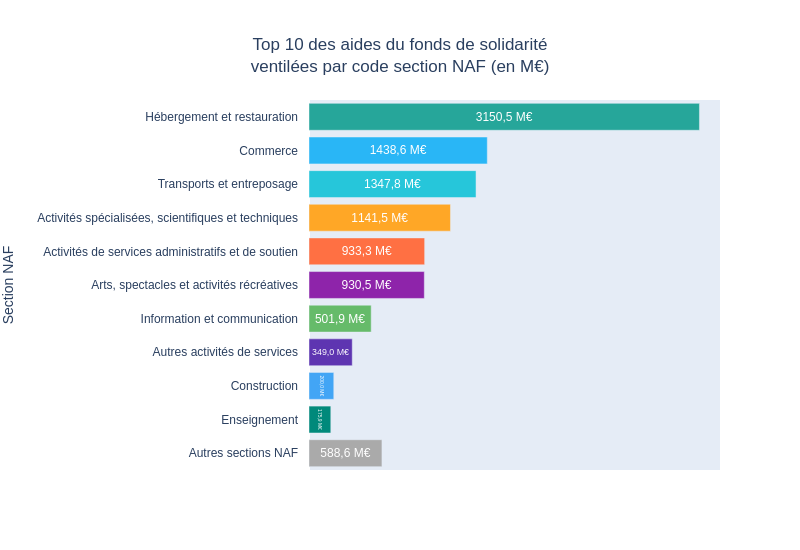 Top 10 des aides du fonds de solidarité
ventilées par code section NAF (en M€)
Section NAF
Hébergement et restauration 3150,5 M€
Commerce 1438,6 M€
Transports et entreposage 1347,8 M€
Activités spécialisées, scientifiques et techniques 1141,5 M€
Activités de services administratifs et de soutien 933,3 M€
Arts, spectacles et activités récréatives 930,5 M€
Information et communication 501,9 M€
Autres activités de services 349,0 M€
Construction M€
Enseignement M€
Autres sections NAF 588,6 M€